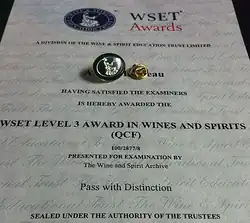 WSET
Awards
A DIVISION OF THE WINE & SPIRIT EDUCATION TRUST LIMITED
eau
HAVING SATISFIED THE EXAMINERS
IS HEREBY AWARDED THE
WSET LEVEL 3 AWARD IN WINES AND SPIRITS
(QCF)
100/2877/8
PRESENTED FOR EXAMINATION BY
The Wine and Spirit Archive
Pass with Distinction
SEALED UNDER THE AUTHORITY OF THE TRUSTEES